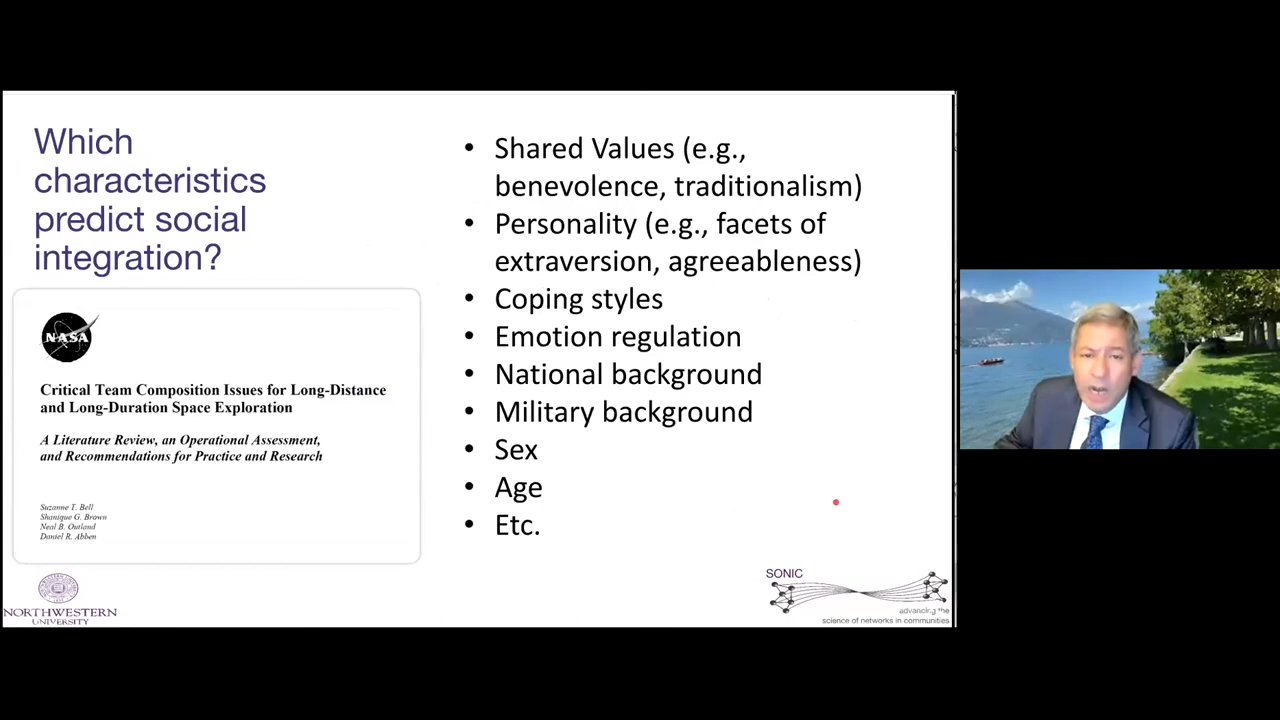 Which
characteristics
predict social
integration?
NASA
Critical Team Composition Issues for Long-Distance
and Long-Duration Space Exploration
A Literature Review, an Operational Assessment,
and Recommendations for Practice and Research
Suzanne T. Bell
Shanique G. Brown
Neal B. Outland
Daniel R. Abben
NORTHWESTERN
UNIVERSITY
• Shared Values (e.g.,
benevolence, traditionalism)
• Personality (e.g., facets of
extraversion, agreeableness)
• Coping styles
• Emotion regulation
• National background
• Military background
• Sex
• Age
• Etc.
SONIC
advancing the
science of networks in communities